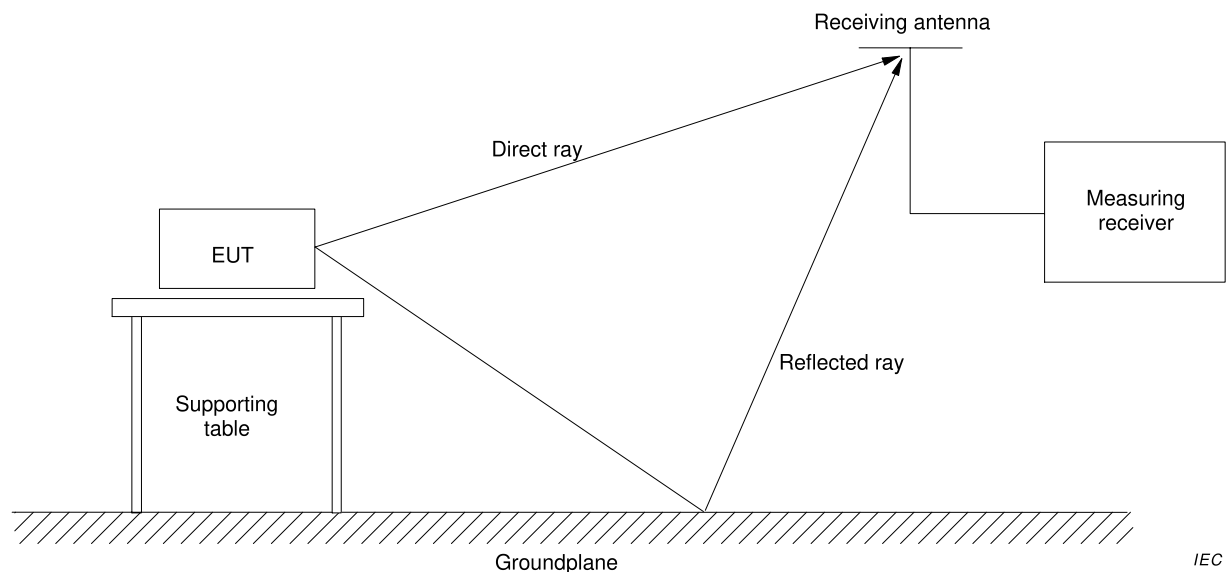 Receiving antenna
Direct ray
Measuring
receiver
EUT
Reflected ray
Supporting
table
Groundplane
IEC